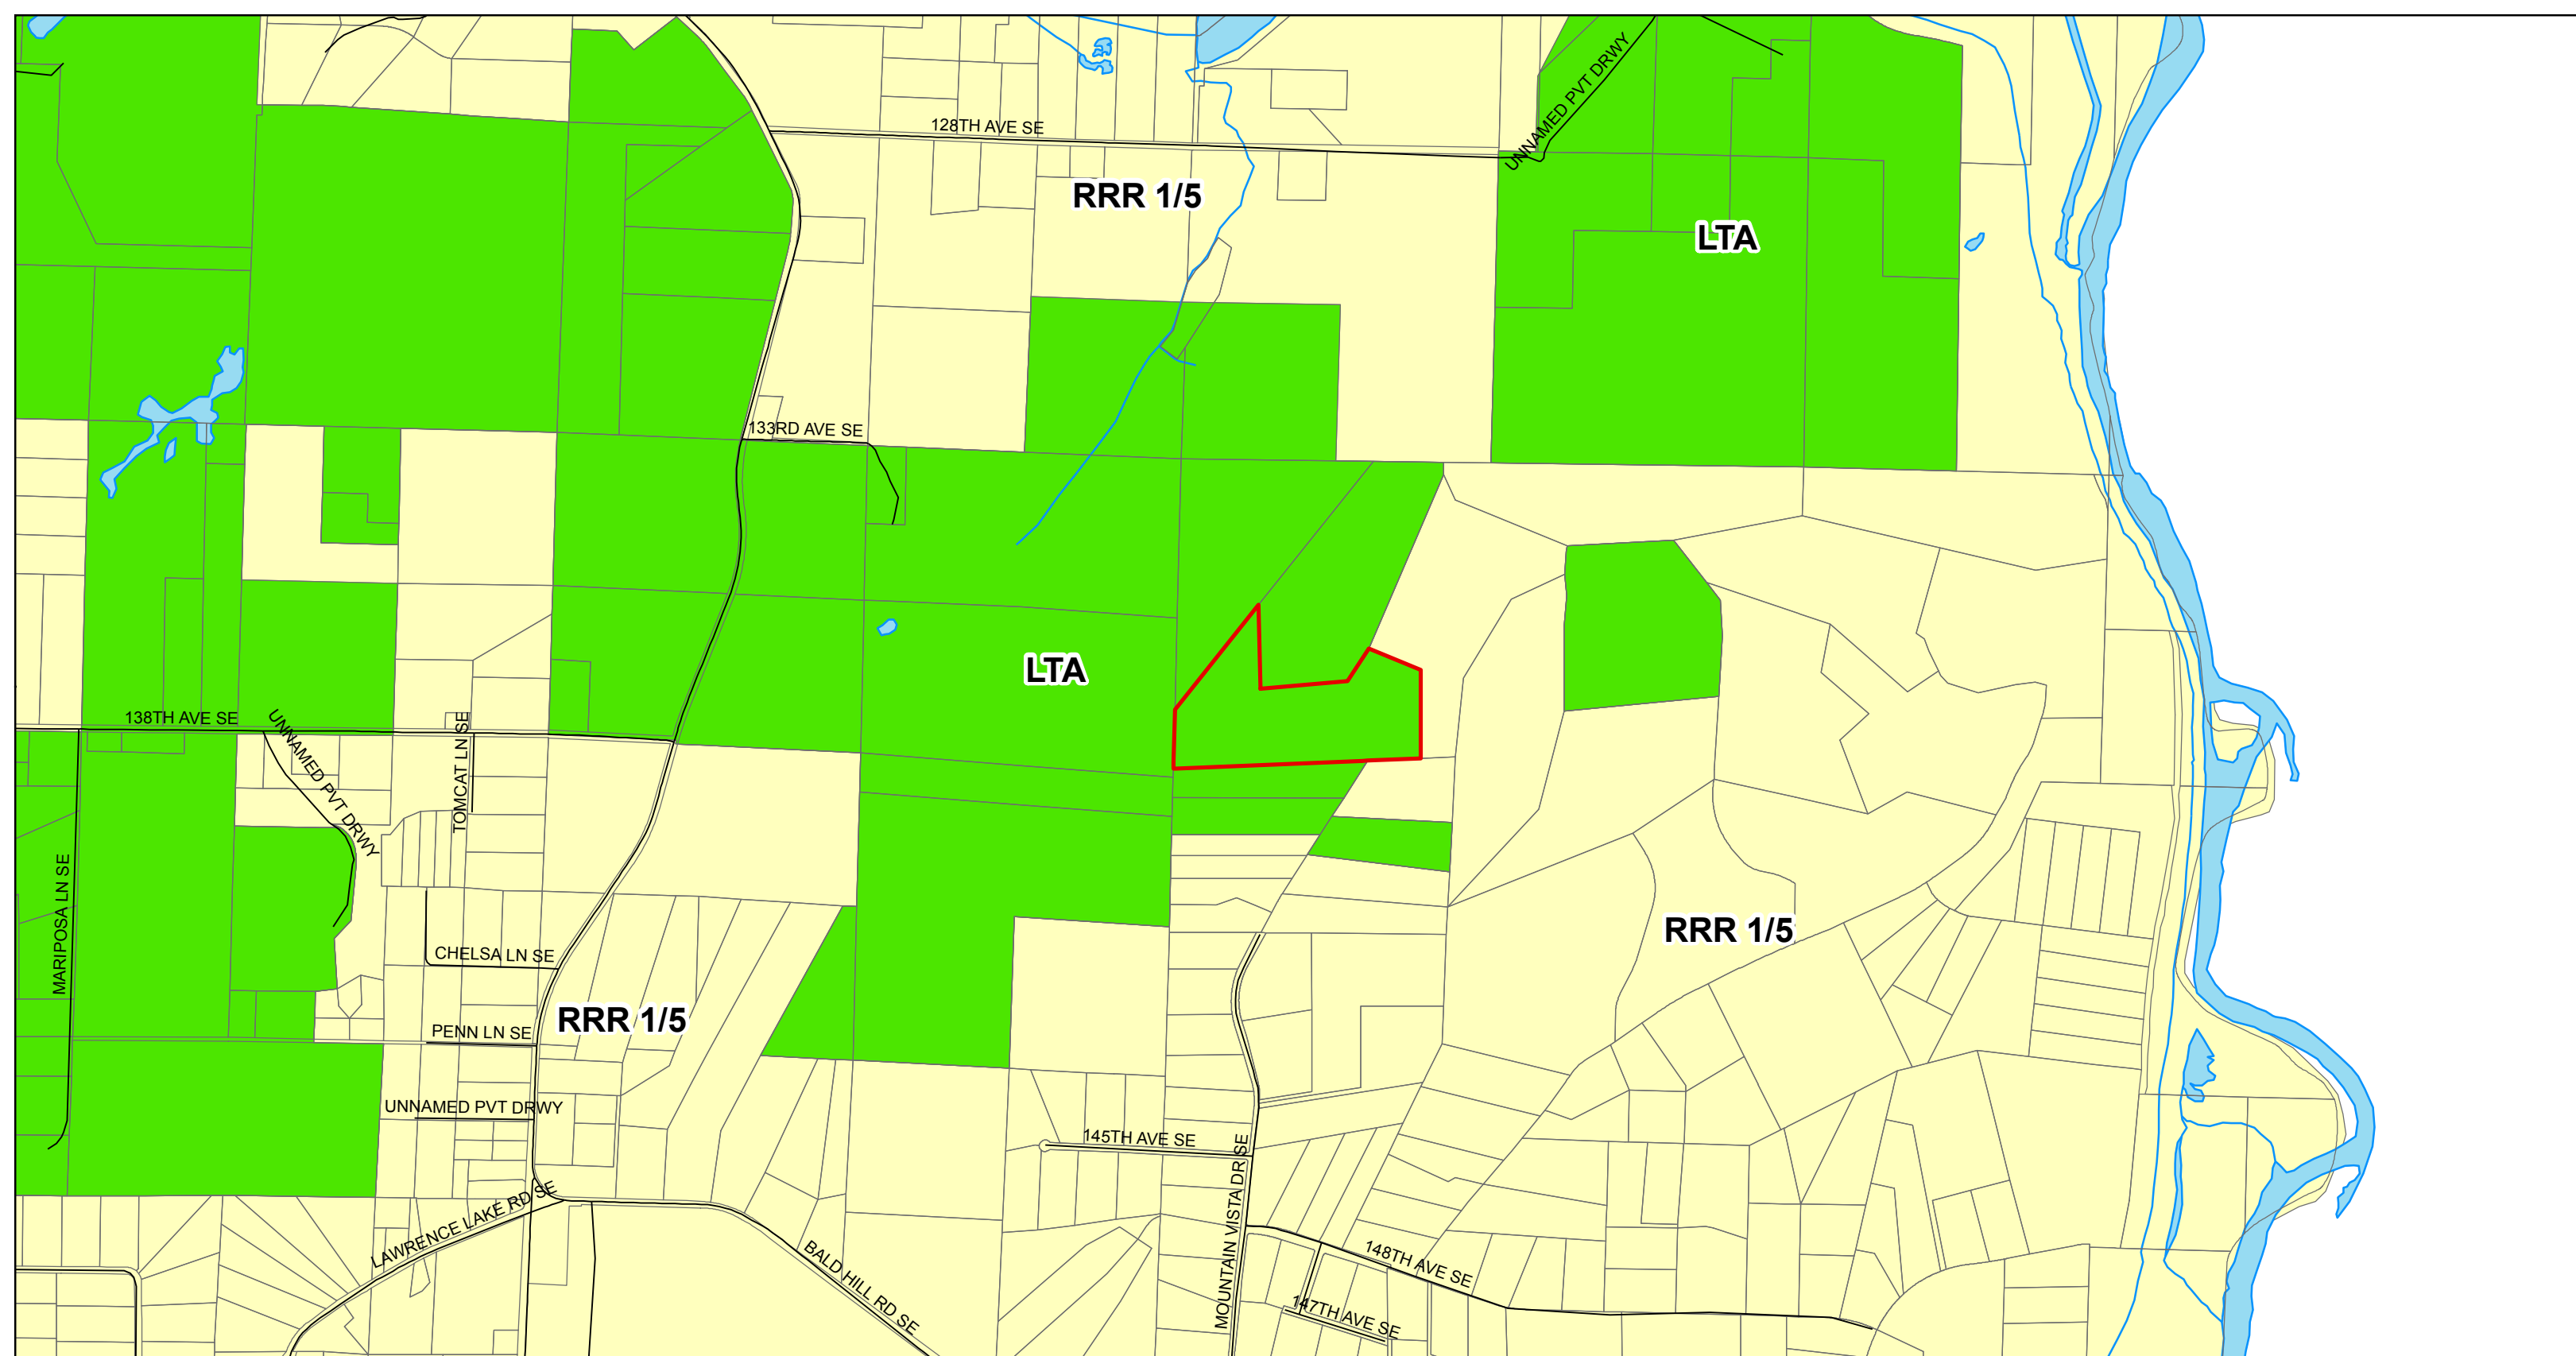 128TH AVE SE
UNNAMED PVT DRWY
RRR 1/5
LTA
133RD AVE SE
LTA
138TH AVE SE
UNNAMED PVT DRWY
TOMCAT LN SE
MARIPOSA LN SE
RRR 1/5
CHELSA LN SE
RRR 1/5
PENN LN SE
UNNAMED PVT DRWY
145TH AVE SE
MOUNTAIN VISTA DR SE
LAWRENCE LAKE RD SE
BALD HILL RD SE
148TH AVE SE
147TH AVE SE